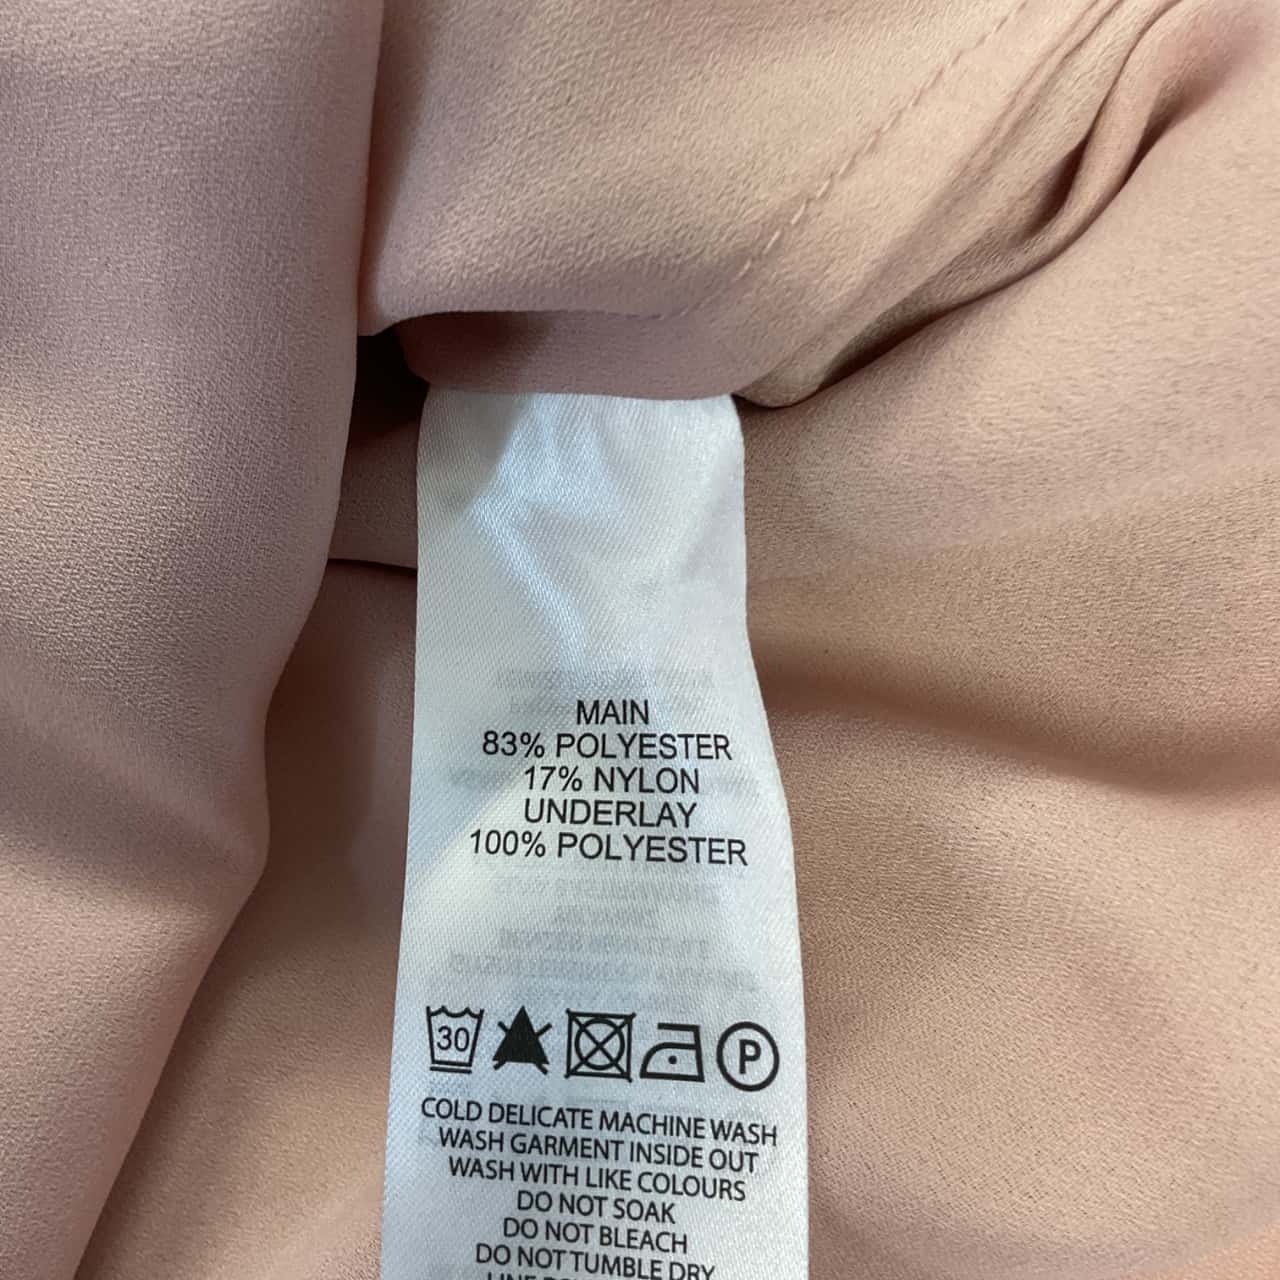 MAIN
83% POLYESTER
17% NYLON
UNDERLAY
100% POLYESTER
30 P
COLD DELICATE MACHINE WASH
WASH GARMENT INSIDE OUT
WASH WITH LIKE COLOURS
DO NOT SOAK
DO NOT BLEACH
DO NOT TUMBLE DRY